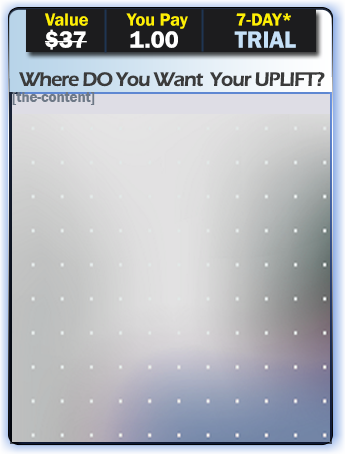 Value You Pay 7-DAY*
$37 1.00 TRIAL
Where DO You Want Your UPLIFT?
[the-content]